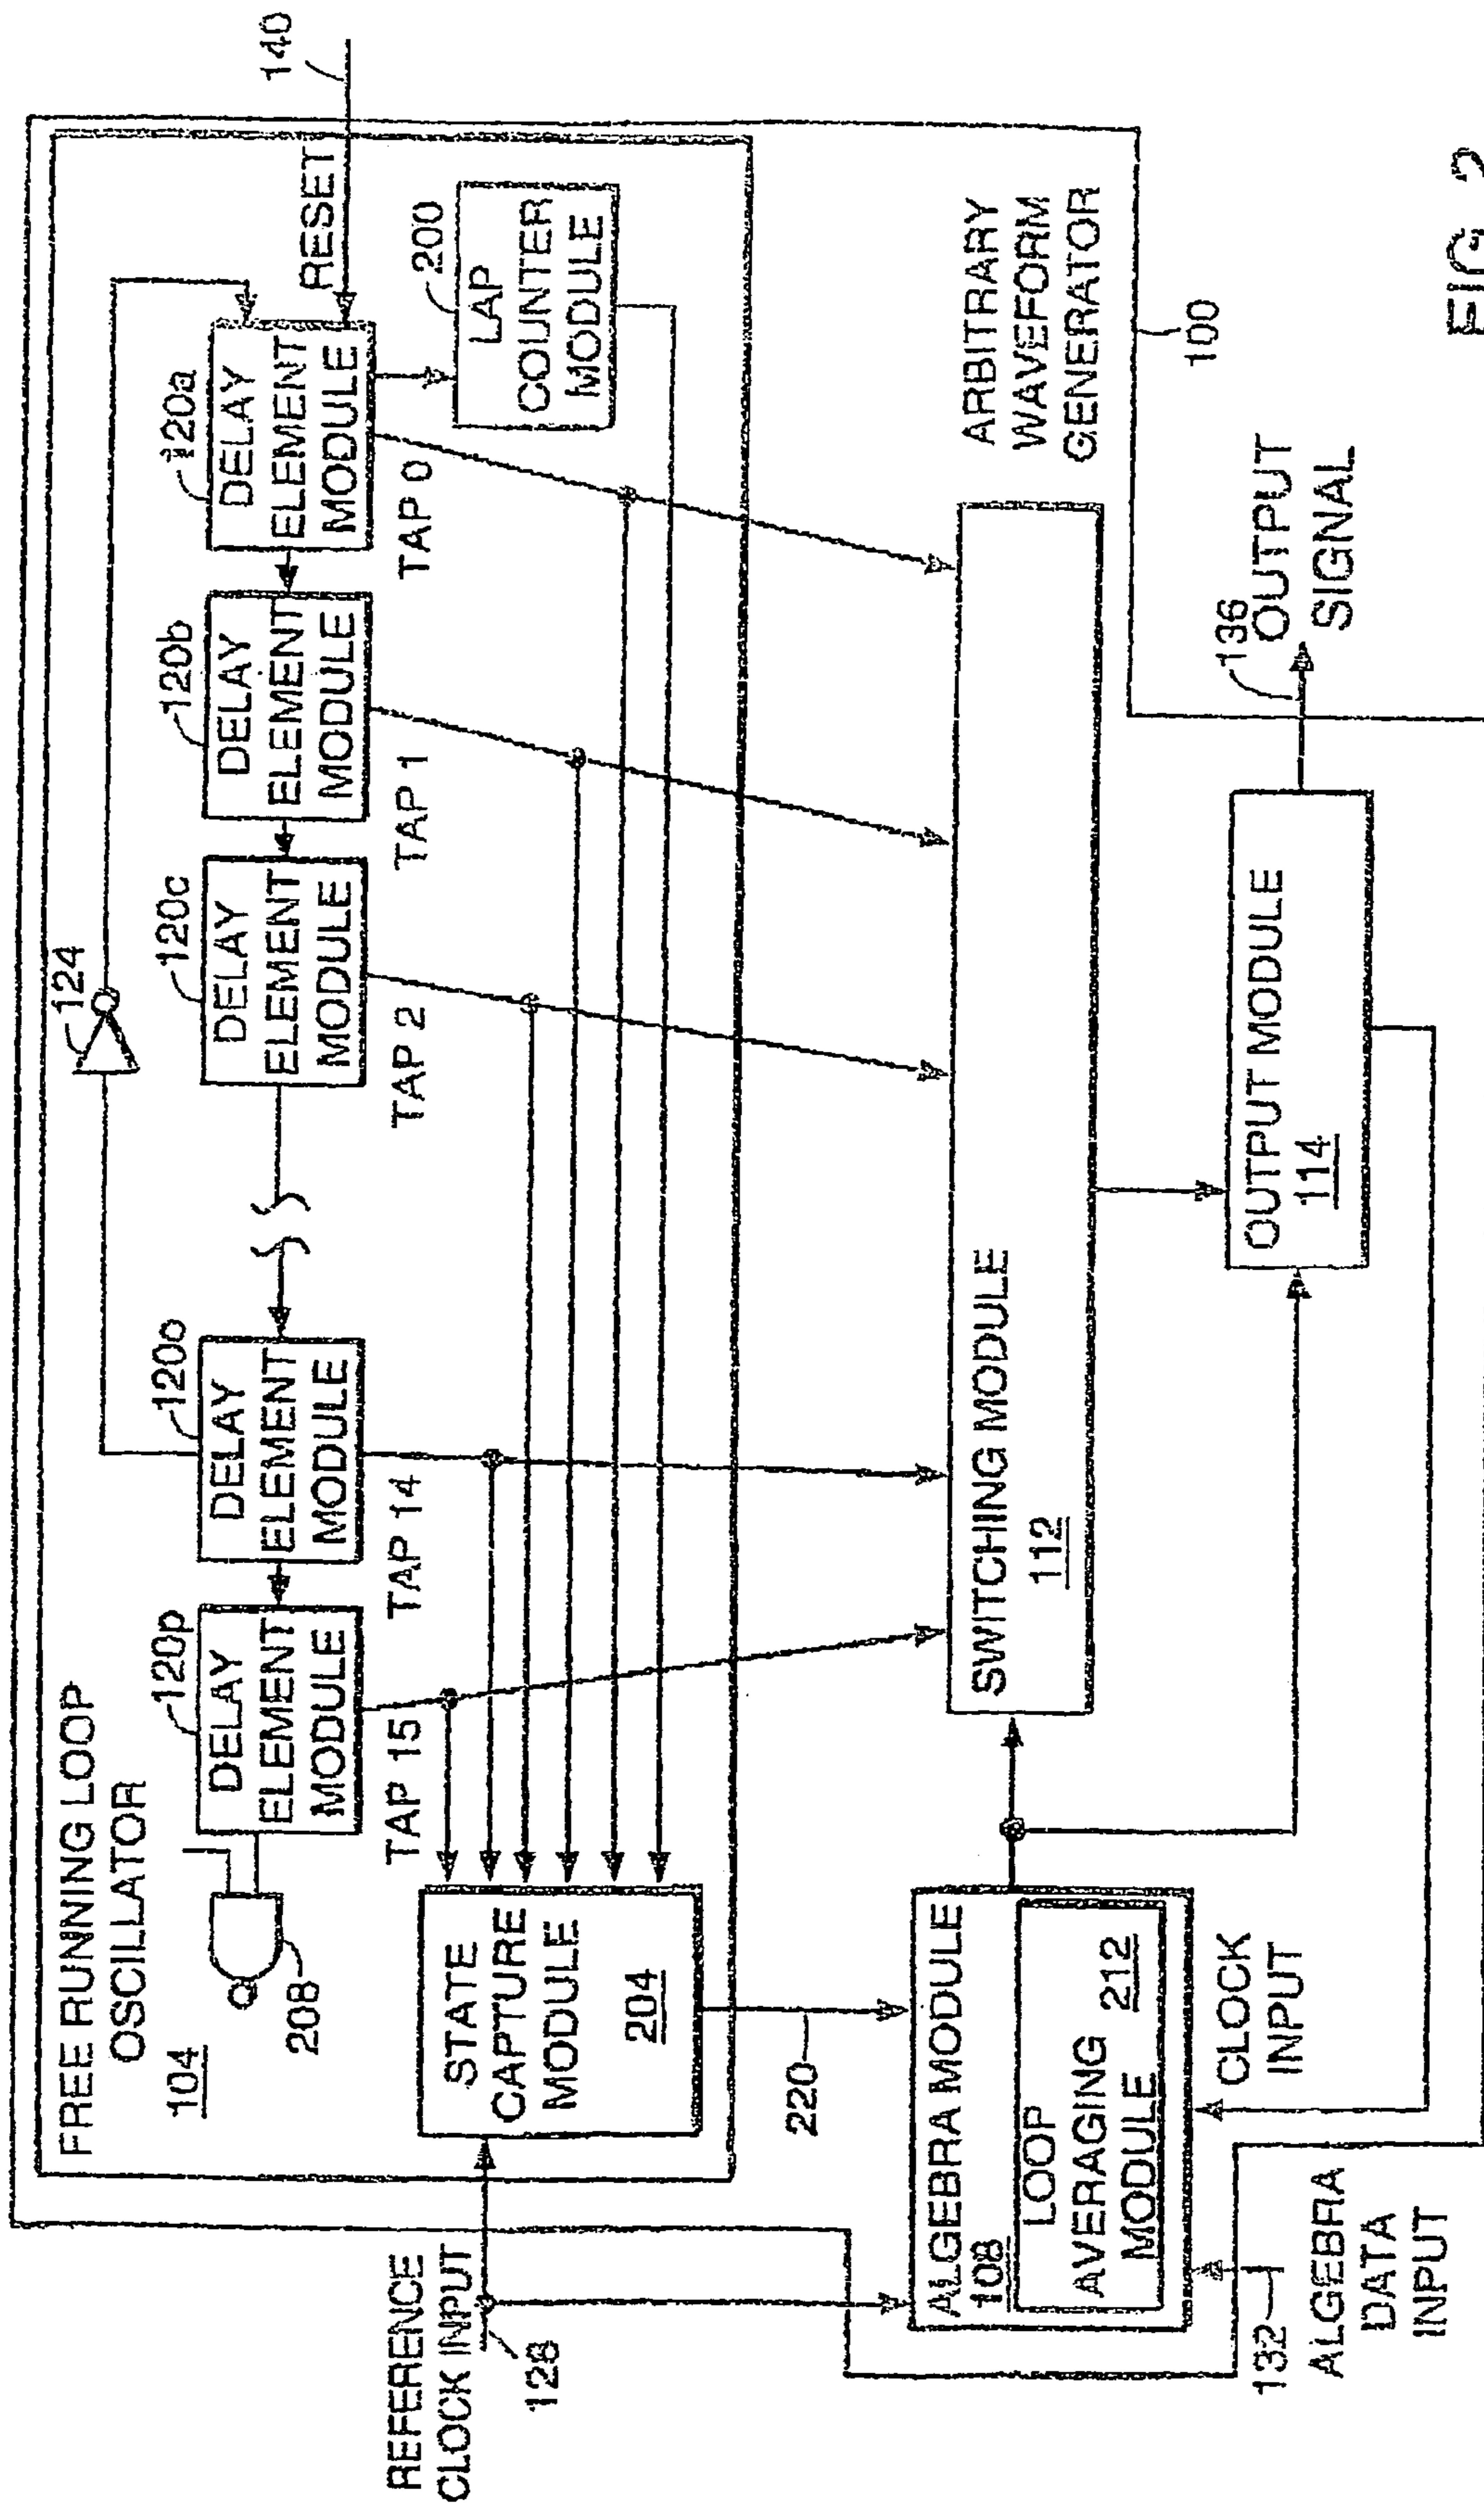 FREE RUNNING LOOP
OSCILLATOR
104
124
120p
DELAY
ELEMENT
MODULE
120o
DELAY
ELEMENT
MODULE
120c
DELAY
ELEMENT
MODULE
120b
DELAY
ELEMENT
MODULE
120a
DELAY
ELEMENT
MODULE
140
RESET
208
TAP 15
TAP 14
TAP 2
TAP 1
TAP 0
200
LAP
COUNTER
MODULE
REFERENCE
CLOCK INPUT
128
STATE
CAPTURE
MODULE
204
220
ALGEBRA MODULE
108
LOOP
AVERAGING
MODULE
212
SWITCHING MODULE
112
ARBITRARY
WAVEFORM
GENERATOR
100
132
ALGEBRA
DATA
INPUT
CLOCK
INPUT
OUTPUT MODULE
114
136
OUTPUT
SIGNAL
FIG. 2